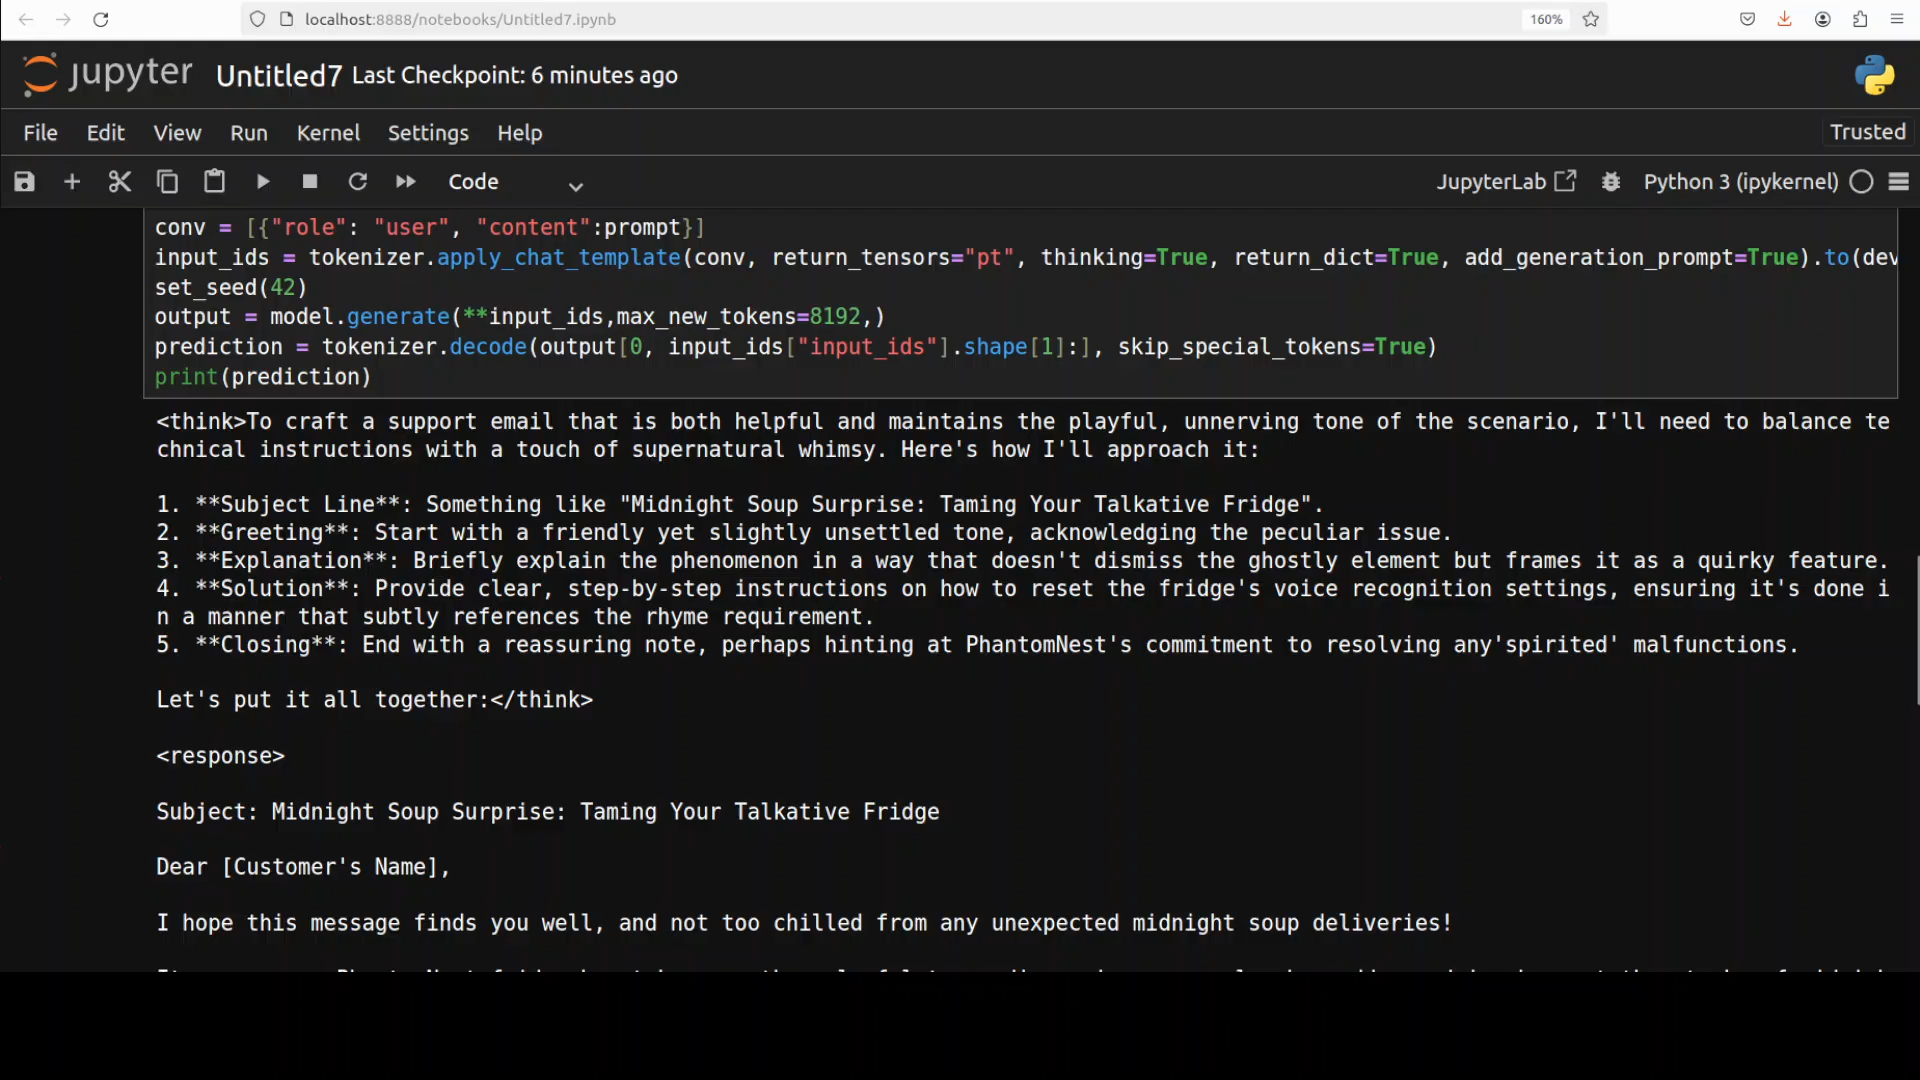 localhost:8888/notebooks/Untitled7.ipynb
160%
jupyter Untitled7 Last Checkpoint: 6 minutes ago
File Edit View Run Kernel Settings Help
Trusted
Code
JupyterLab
Python 3 (ipykernel)
conv = [{"role": "user", "content":prompt}]
input_ids = tokenizer.apply_chat_template(conv, return_tensors="pt", thinking=True, return_dict=True, add_generation_prompt=True).to(dev
set_seed(42)
output = model.generate(**input_ids,max_new_tokens=8192,)
prediction = tokenizer.decode(output[0, input_ids["input_ids"].shape[1]:], skip_special_tokens=True)
print(prediction)
<think>To craft a support email that is both helpful and maintains the playful, unnerving tone of the scenario, I'll need to balance te
chnical instructions with a touch of supernatural whimsy. Here's how I'll approach it:
1. **Subject Line**: Something like "Midnight Soup Surprise: Taming Your Talkative Fridge".
2. **Greeting**: Start with a friendly yet slightly unsettled tone, acknowledging the peculiar issue.
3. **Explanation**: Briefly explain the phenomenon in a way that doesn't dismiss the ghostly element but frames it as a quirky feature.
4. **Solution**: Provide clear, step-by-step instructions on how to reset the fridge's voice recognition settings, ensuring it's done i
n a manner that subtly references the rhyme requirement.
5. **Closing**: End with a reassuring note, perhaps hinting at PhantomNest's commitment to resolving any'spirited' malfunctions.
Let's put it all together:</think>
<response>
Subject: Midnight Soup Surprise: Taming Your Talkative Fridge
Dear [Customer's Name],
I hope this message finds you well, and not too chilled from any unexpected midnight soup deliveries!